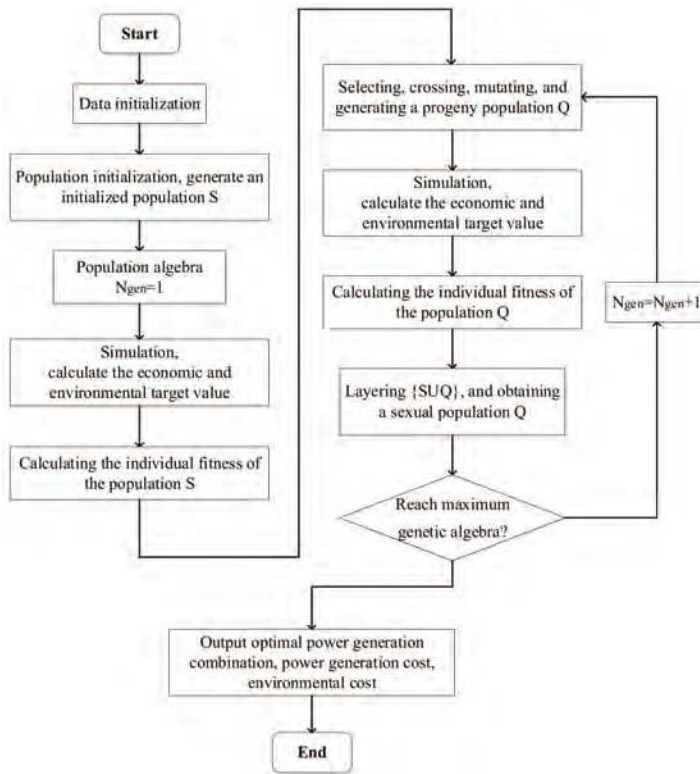 Start
Data initialization
Population initialization, generate an
initialized population S
Population algebra
Ngen=1
Simulation,
calculate the economic and
environmental target value
Calculating the individual fitness of
the population S
Selecting, crossing, mutating, and
generating a progeny population Q
Simulation,
calculate the economic and
environmental target value
Calculating the individual fitness of
the population Q
Layering {SUQ}, and obtaining
a sexual population Q
Reach maximum
genetic algebra?
Ngen=Ngen+1
Output optimal power generation
combination, power generation cost,
environmental cost
End